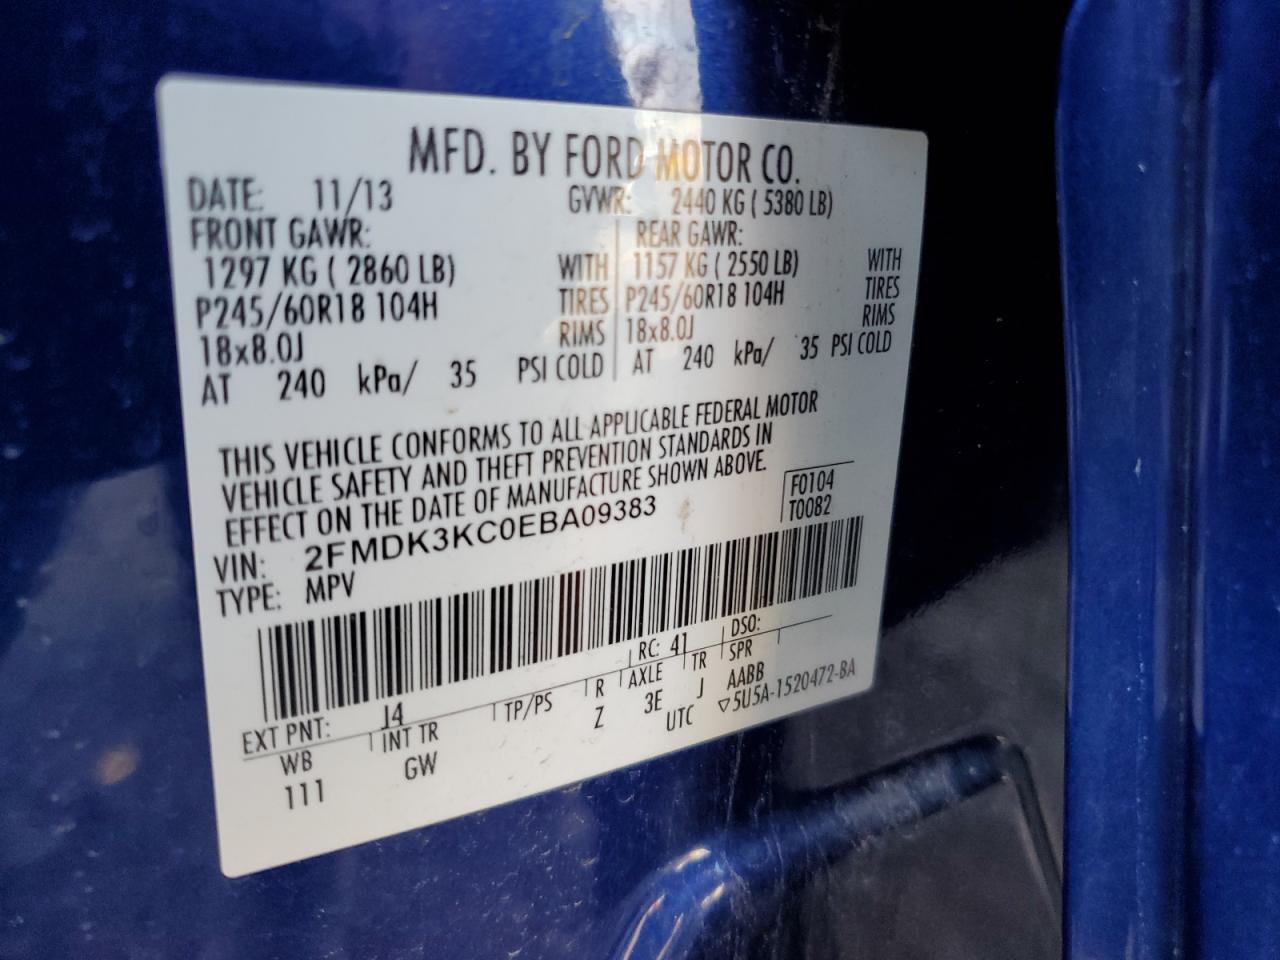 MFD. BY FORD MOTOR CO.
DATE: 11/13 GVWR: 2440 KG ( 5380 LB)
FRONT GAWR: REAR GAWR:
1297 KG ( 2860 LB) WITH 1157 KG ( 2550 LB) WITH
P245/60R18 104H TIRES P245/60R18 104H TIRES
18x8.0J RIMS 18x8.0J RIMS
AT 240 kPa/ 35 PSI COLD AT 240 kPa/ 35 PSI COLD
THIS VEHICLE CONFORMS TO ALL APPLICABLE FEDERAL MOTOR
VEHICLE SAFETY AND THEFT PREVENTION STANDARDS IN
EFFECT ON THE DATE OF MANUFACTURE SHOWN ABOVE.
F0104
T0082
VIN: 2FMDK3KC0EBA09383
TYPE: MPV
EXT PNT: J4 RC: 41 DSO:
WB INT TR TP/PS R AXLE TR SPR
111 GW Z 3E J AABB
UTC ▽5U5A-1520472-BA